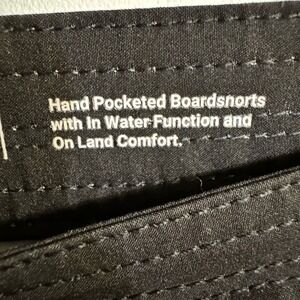 Hand Pocketed Boardshorts
with In Water Function and
On Land Comfort.